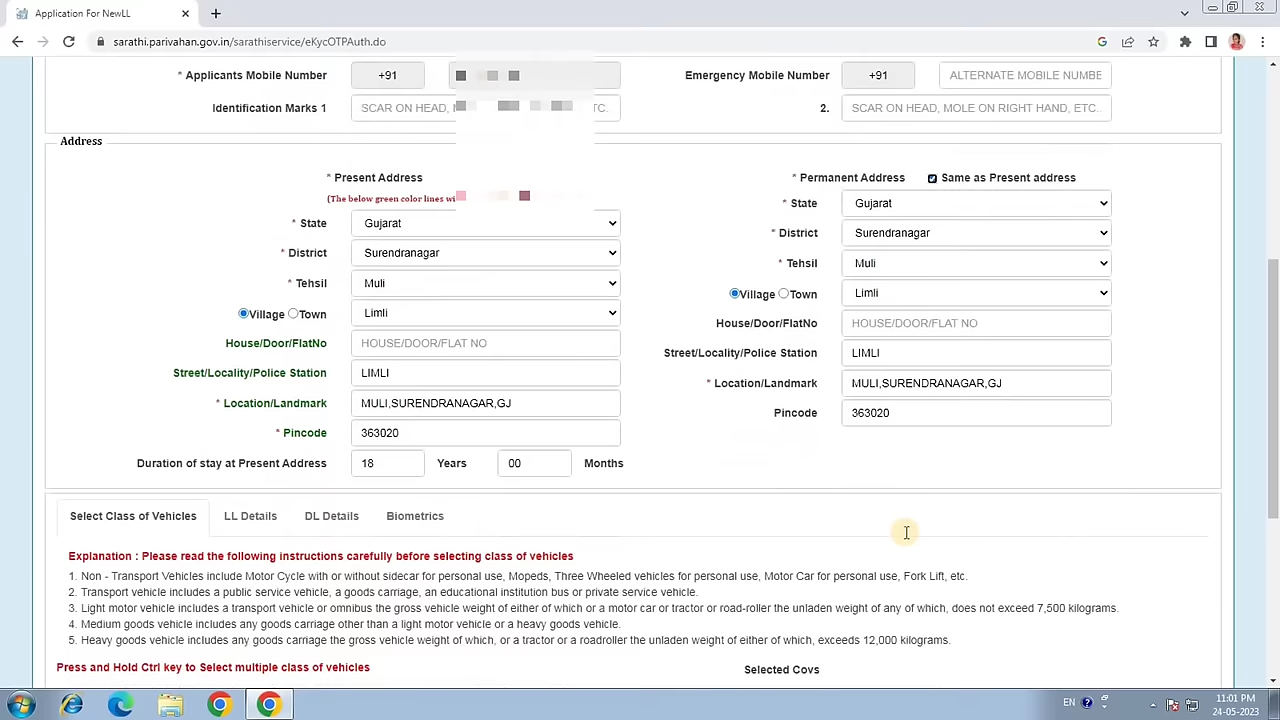 Application For NewLL
sarathi.parivahan.gov.in/sarathiservice/eKycOTPAuth.do
* Applicants Mobile Number +91 Emergency Mobile Number +91 ALTERNATE MOBILE NUMBE
Identification Marks 1 SCAR ON HEAD, TC. 2. SCAR ON HEAD, MOLE ON RIGHT HAND, ETC..
Address
* Present Address * Permanent Address Same as Present address
(The below green color lines wi
* State Gujarat * State Gujarat
* District Surendranagar * District Surendranagar
* Tehsil Muli * Tehsil Muli
Village Town Limli Village Town Limli
House/Door/FlatNo HOUSE/DOOR/FLAT NO House/Door/FlatNo HOUSE/DOOR/FLAT NO
Street/Locality/Police Station LIMLI Street/Locality/Police Station LIMLI
* Location/Landmark MULI,SURENDRANAGAR,GJ * Location/Landmark MULI,SURENDRANAGAR,GJ
* Pincode 363020 Pincode 363020
Duration of stay at Present Address 18 Years 00 Months
Select Class of Vehicles LL Details DL Details Biometrics
Explanation : Please read the following instructions carefully before selecting class of vehicles
1. Non - Transport Vehicles include Motor Cycle with or without sidecar for personal use, Mopeds, Three Wheeled vehicles for personal use, Motor Car for personal use, Fork Lift, etc.
2. Transport vehicle includes a public service vehicle, a goods carriage, an educational institution bus or private service vehicle.
3. Light motor vehicle includes a transport vehicle or omnibus the gross vehicle weight of either of which or a motor car or tractor or road-roller the unladen weight of any of which, does not exceed 7,500 kilograms.
4. Medium goods vehicle includes any goods carriage other than a light motor vehicle or a heavy goods vehicle.
5. Heavy goods vehicle includes any goods carriage the gross vehicle weight of which, or a tractor or a roadroller the unladen weight of either of which, exceeds 12,000 kilograms.
Press and Hold Ctrl key to Select multiple class of vehicles Selected Covs
EN 11:01 PM
24-05-2023